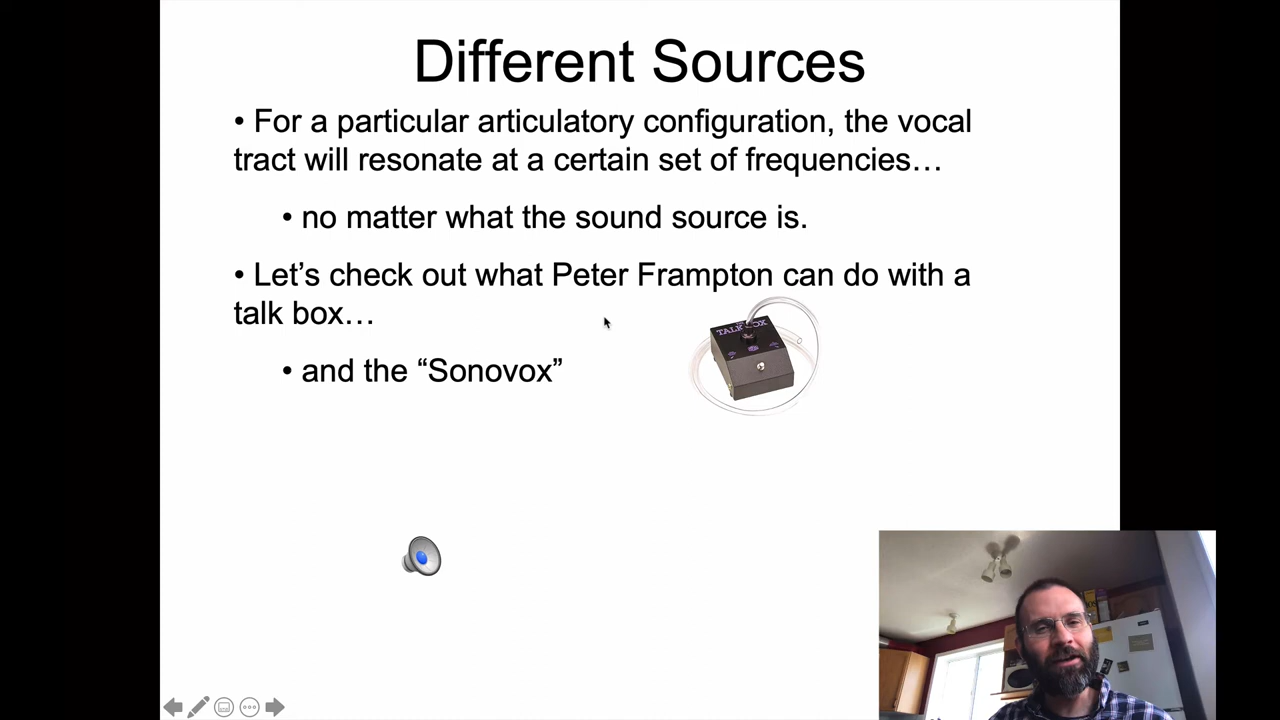 Different Sources
• For a particular articulatory configuration, the vocal
tract will resonate at a certain set of frequencies…
• no matter what the sound source is.
• Let’s check out what Peter Frampton can do with a
talk box…
TALK BOX
• and the “Sonovox”